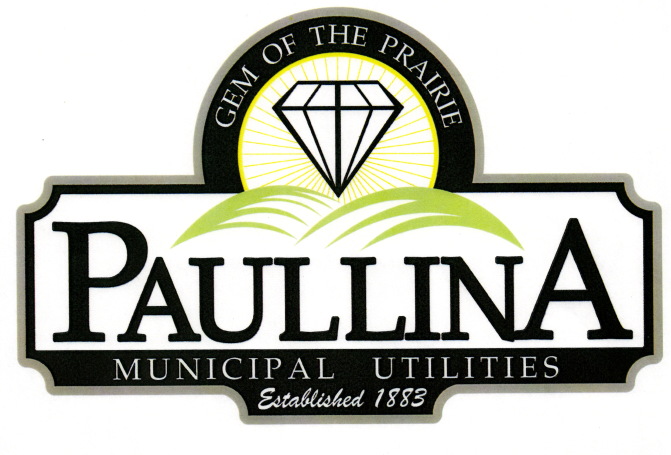 GEM OF THE PRAIRIE
PAULLINA
MUNICIPAL UTILITIES
Established 1883